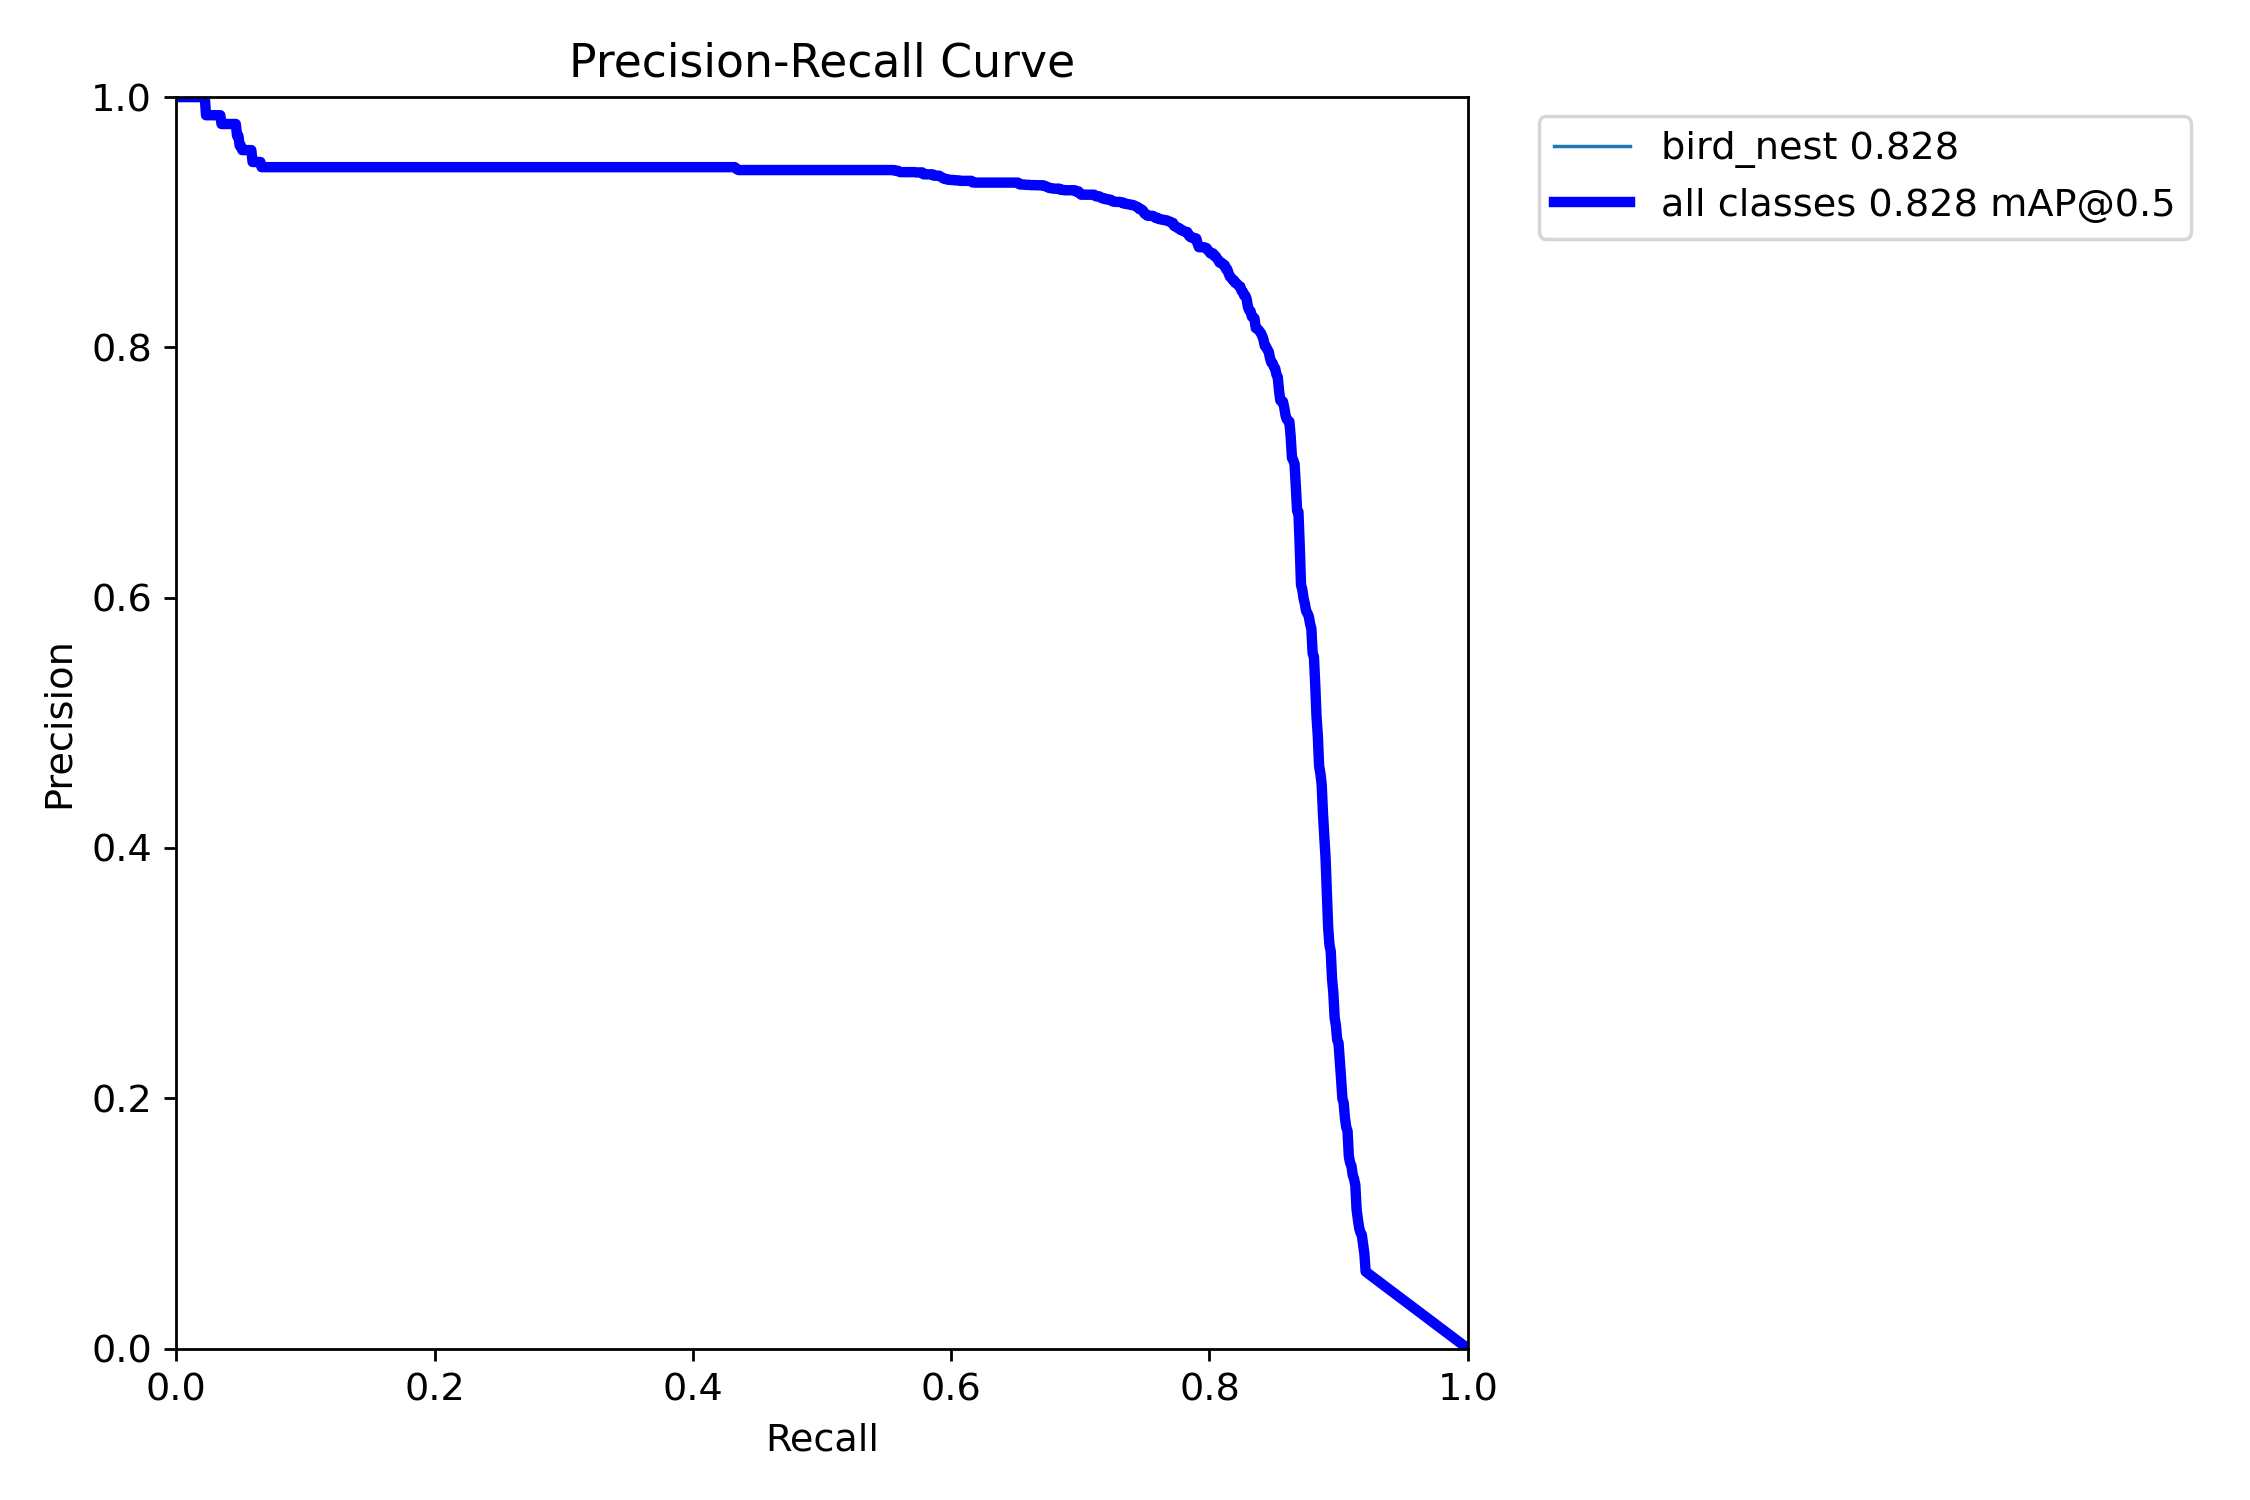 Precision-Recall Curve
1.0
0.8
0.6
0.4
0.2
0.0
Precision
0.0 0.2 0.4 0.6 0.8 1.0
Recall
bird_nest 0.828
all classes 0.828 mAP@0.5